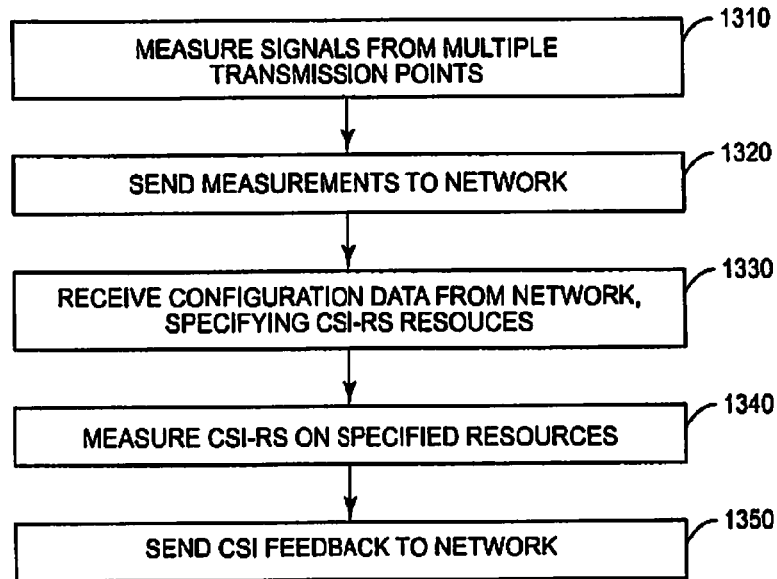 1310
MEASURE SIGNALS FROM MULTIPLE
TRANSMISSION POINTS
1320
SEND MEASUREMENTS TO NETWORK
1330
RECEIVE CONFIGURATION DATA FROM NETWORK,
SPECIFYING CSI-RS RESOUCES
1340
MEASURE CSI-RS ON SPECIFIED RESOURCES
1350
SEND CSI FEEDBACK TO NETWORK